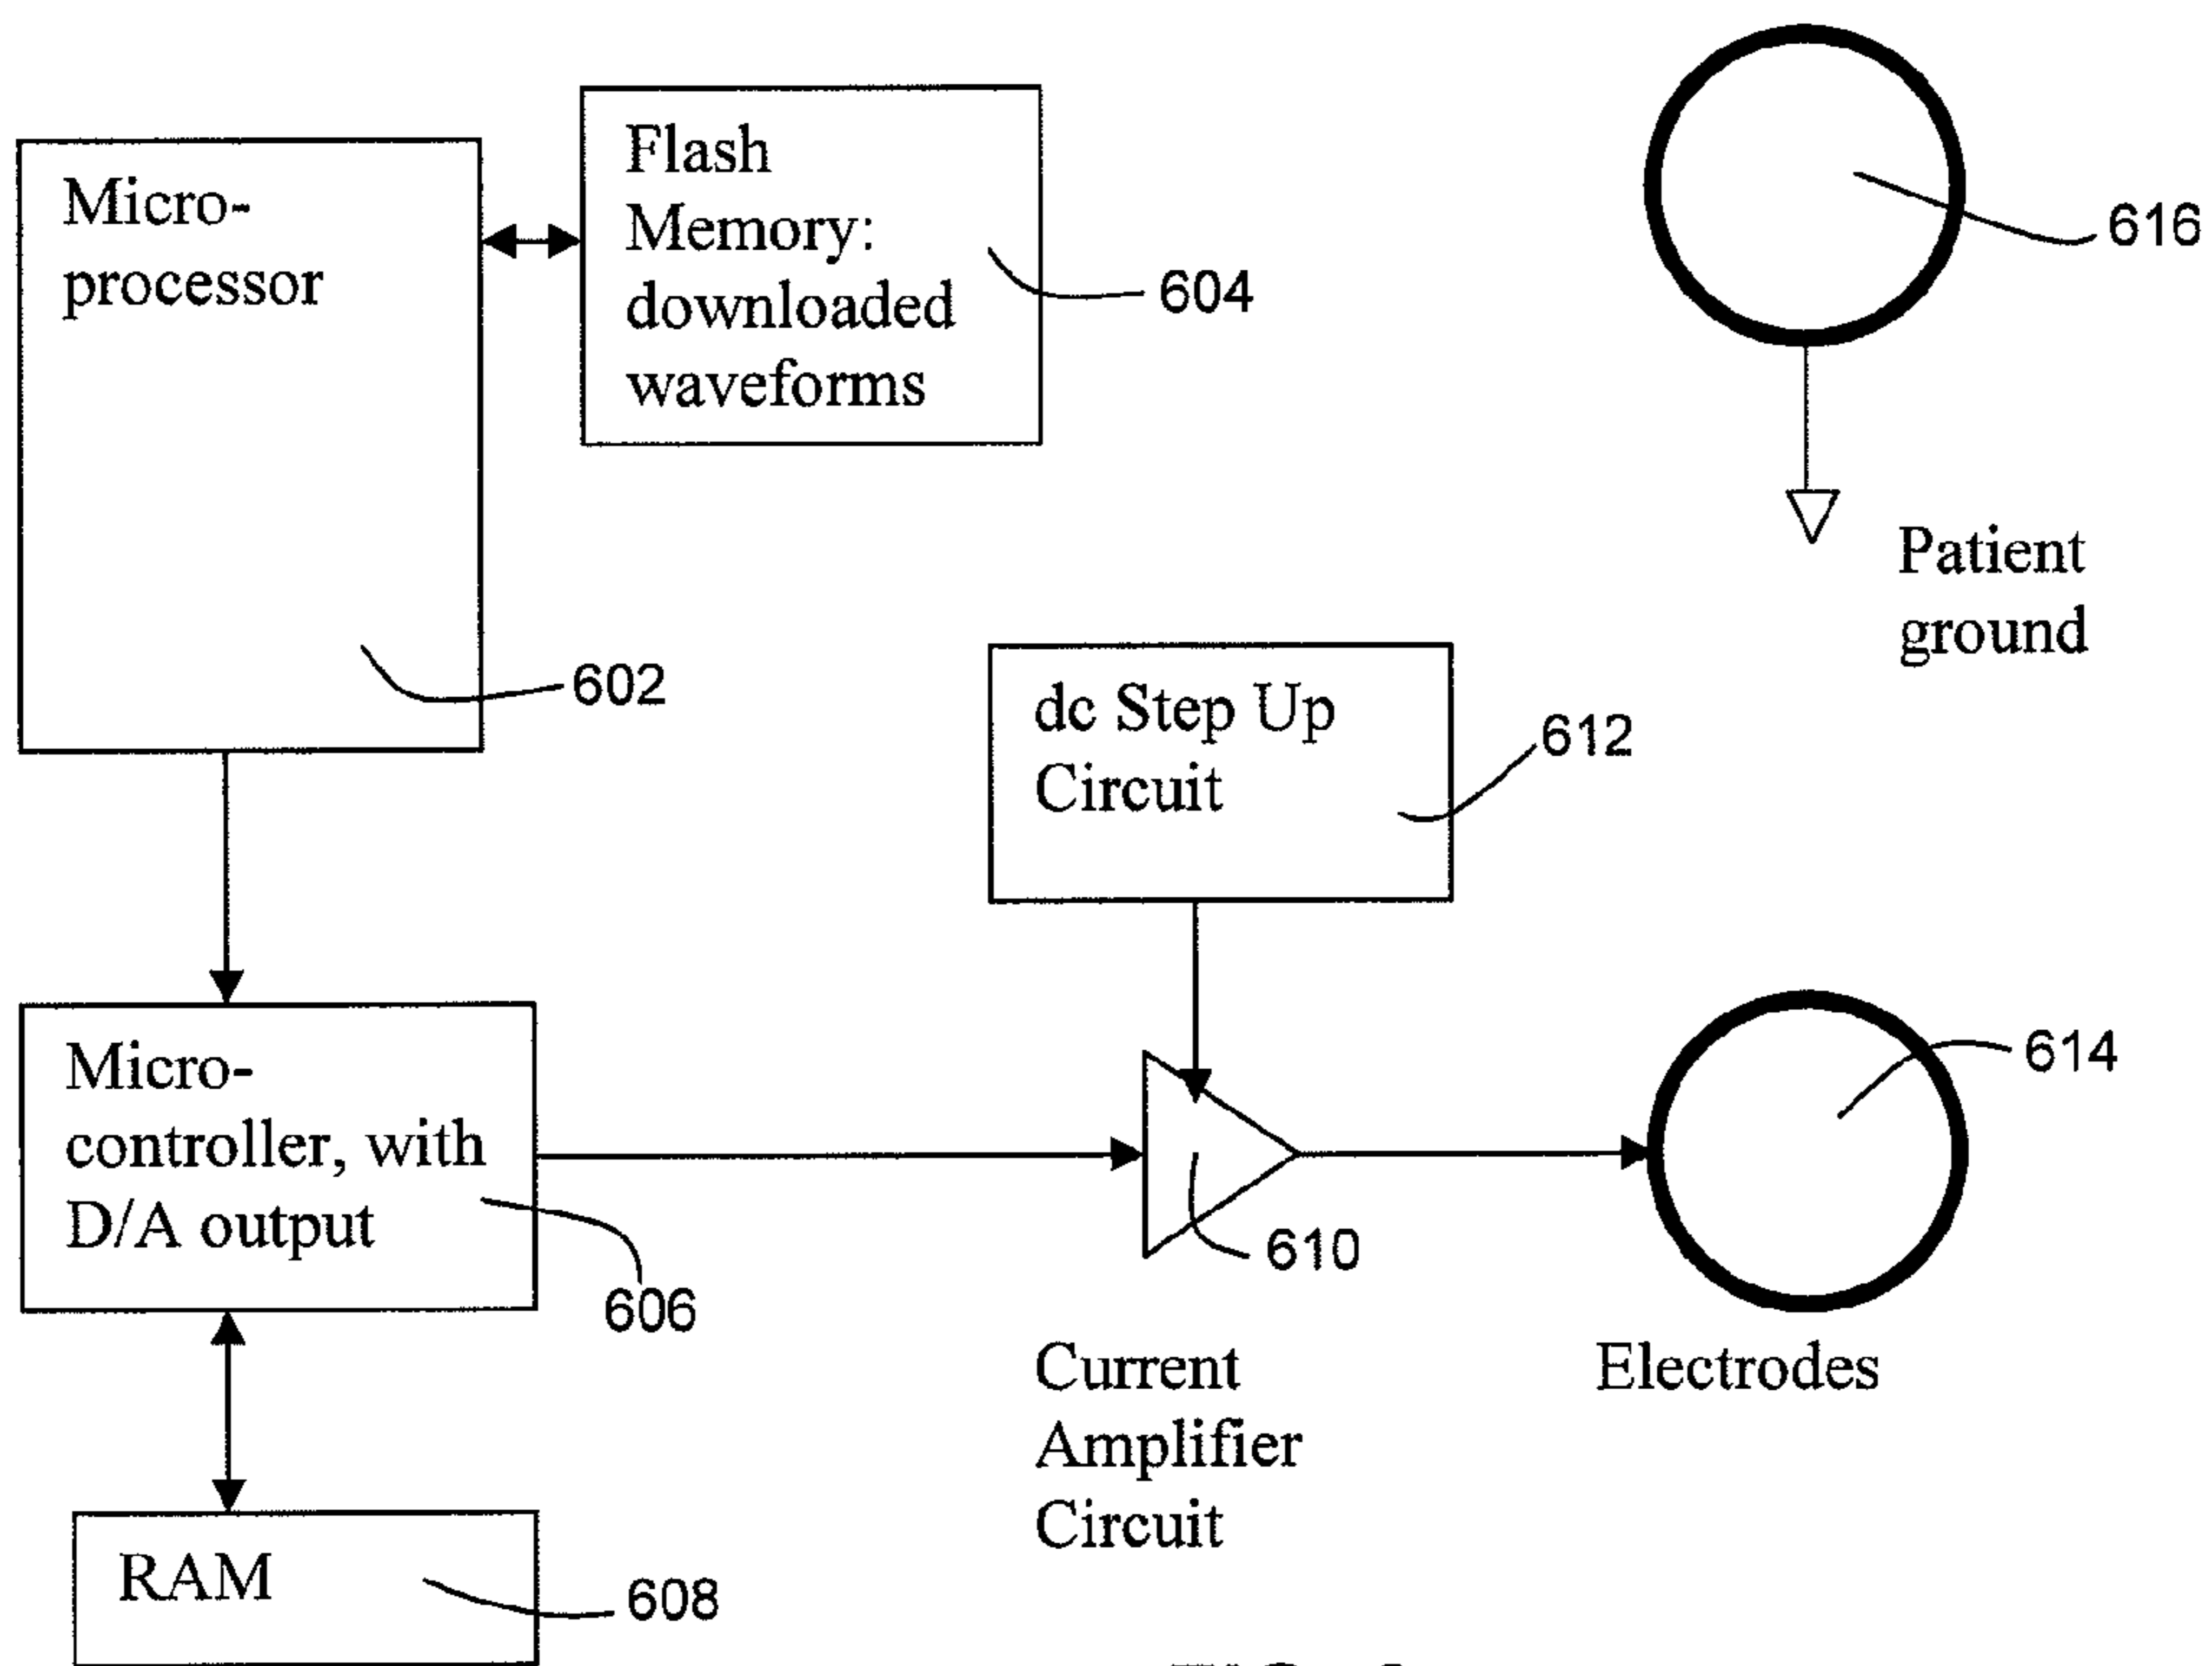 Micro-
processor
602
Flash
Memory:
downloaded
waveforms
604
616
Patient
ground
dc Step Up
Circuit
612
Micro-
controller, with
D/A output
606
610
Current
Amplifier
Circuit
614
Electrodes
RAM
608